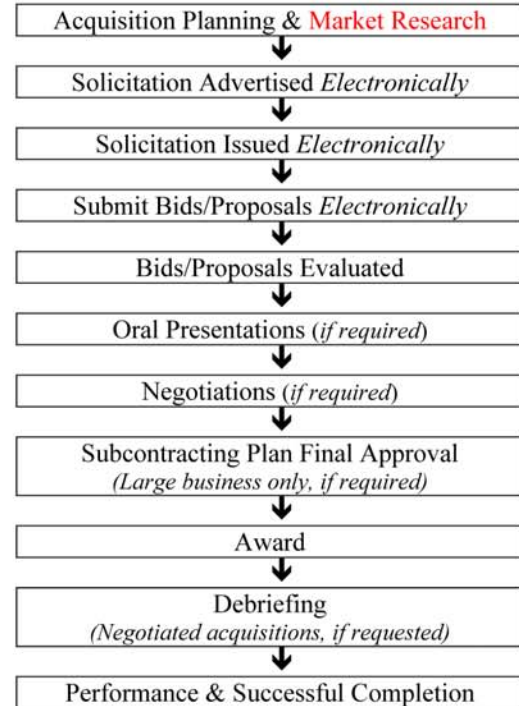 Acquisition Planning & Market Research
Solicitation Advertised Electronically
Solicitation Issued Electronically
Submit Bids/Proposals Electronically
Bids/Proposals Evaluated
Oral Presentations (if required)
Negotiations (if required)
Subcontracting Plan Final Approval
(Large business only, if required)
Award
Debriefing
(Negotiated acquisitions, if requested)
Performance & Successful Completion